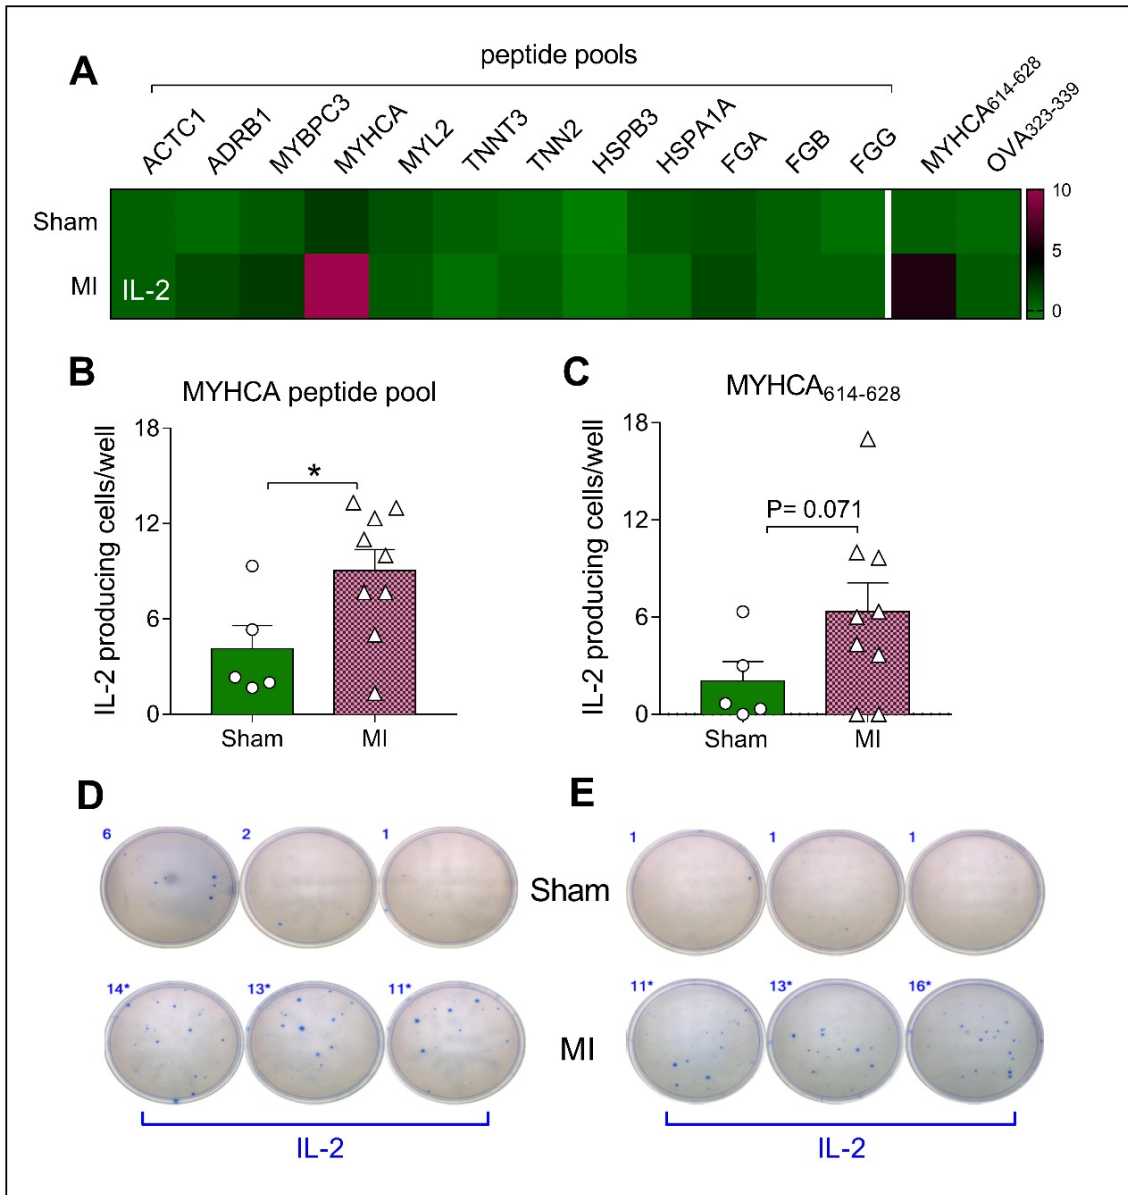 A
peptide pools
ACTC1 ADRB1 MYBPC3 MYHCA MYL2 TNNT3 TNN2 HSPB3 HSPA1A FGA FGB FGG MYHCA614-628 OVA323-339
Sham
MI
IL-2
10
5
0
B
MYHCA peptide pool
IL-2 producing cells/well
18
12
6
0
*
Sham MI
C
MYHCA614-628
IL-2 producing cells/well
18
12
6
0
P= 0.071
Sham MI
D
6 2 1
14* 13* 11*
IL-2
Sham
MI
E
1 1 1
11* 13* 16*
IL-2